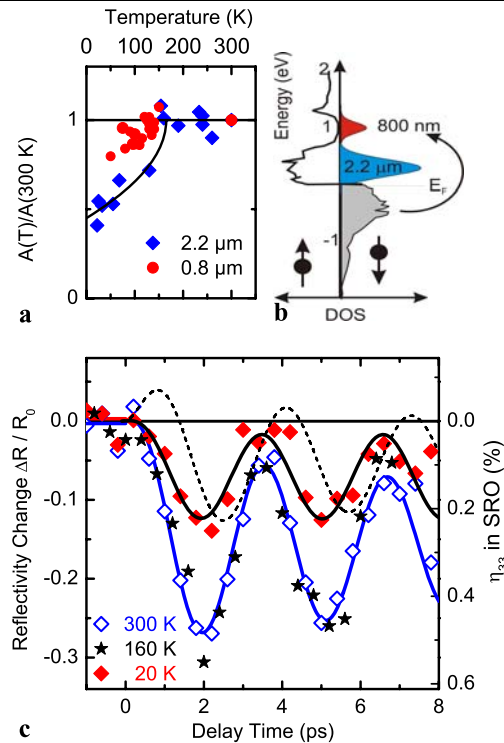 Temperature (K)
0 100 200 300
A(T)/A(300 K)
1
0
2.2 µm
0.8 µm
a
Energy (eV)
2
1
-1
800 nm
2.2 µm
E_F
DOS
b
Reflectivity Change ΔR / R₀
0.0
-0.1
-0.2
-0.3
0.0
0.2
0.4
0.6
η₃₃ in SRO (%)
300 K
160 K
20 K
0 2 4 6 8
Delay Time (ps)
c